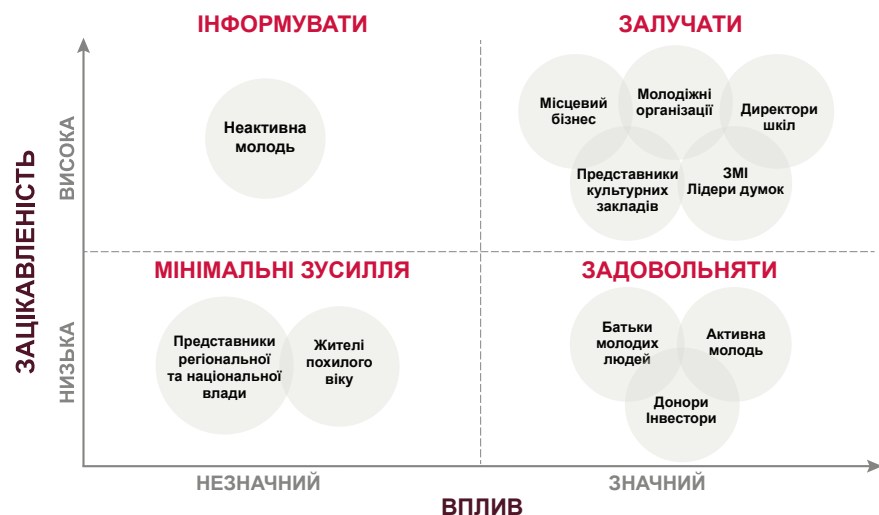 ІНФОРМУВАТИ
ЗАЛУЧАТИ
ЗАЦІКАВЛЕНІСТЬ
ВИСОКА
Неактивна
молодь
Місцевий
бізнес
Молодіжні
організації
Директори
шкіл
Представники
культурних
закладів
ЗМІ
Лідери думок
МІНІМАЛЬНІ ЗУСИЛЛЯ
ЗАДОВОЛЬНЯТИ
НИЗЬКА
Представники
регіональної
та національної
влади
Жителі
похилого
віку
Батьки
молодих
людей
Активна
молодь
Донори
Інвестори
НЕЗНАЧНИЙ
ЗНАЧНИЙ
ВПЛИВ